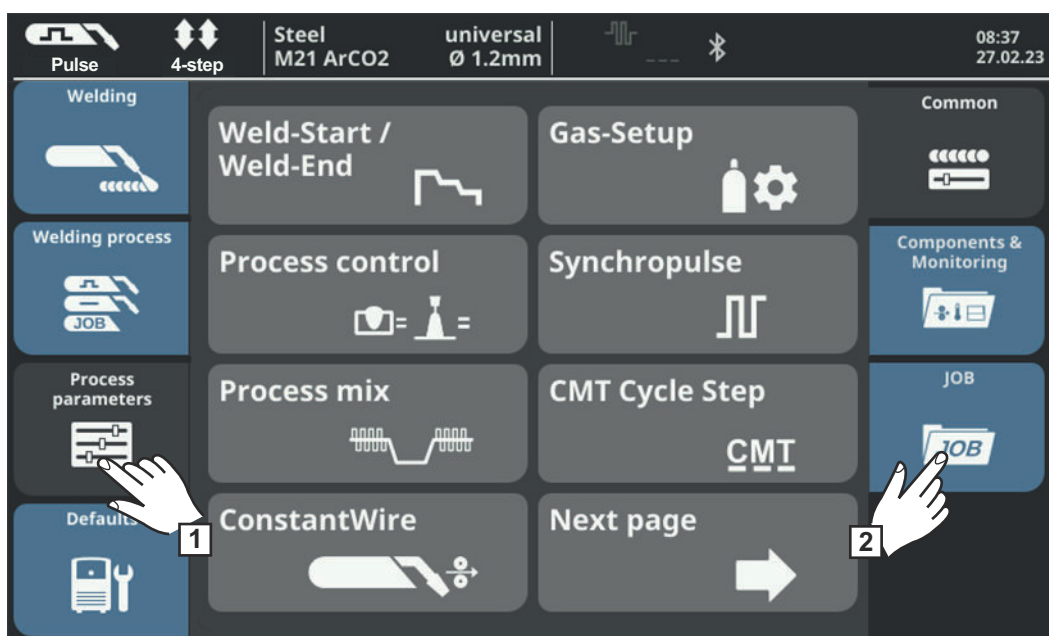 Pulse
4-step
Steel universal
M21 ArCO2 Ø 1.2mm
---
08:37
27.02.23
Welding
Welding process
JOB
Process
parameters
Defaults
1
Weld-Start /
Weld-End
Gas-Setup
Process control
=
=
Synchropulse
Process mix
CMT Cycle Step
CMT
ConstantWire
Next page
Common
Components &
Monitoring
JOB
JOB
2